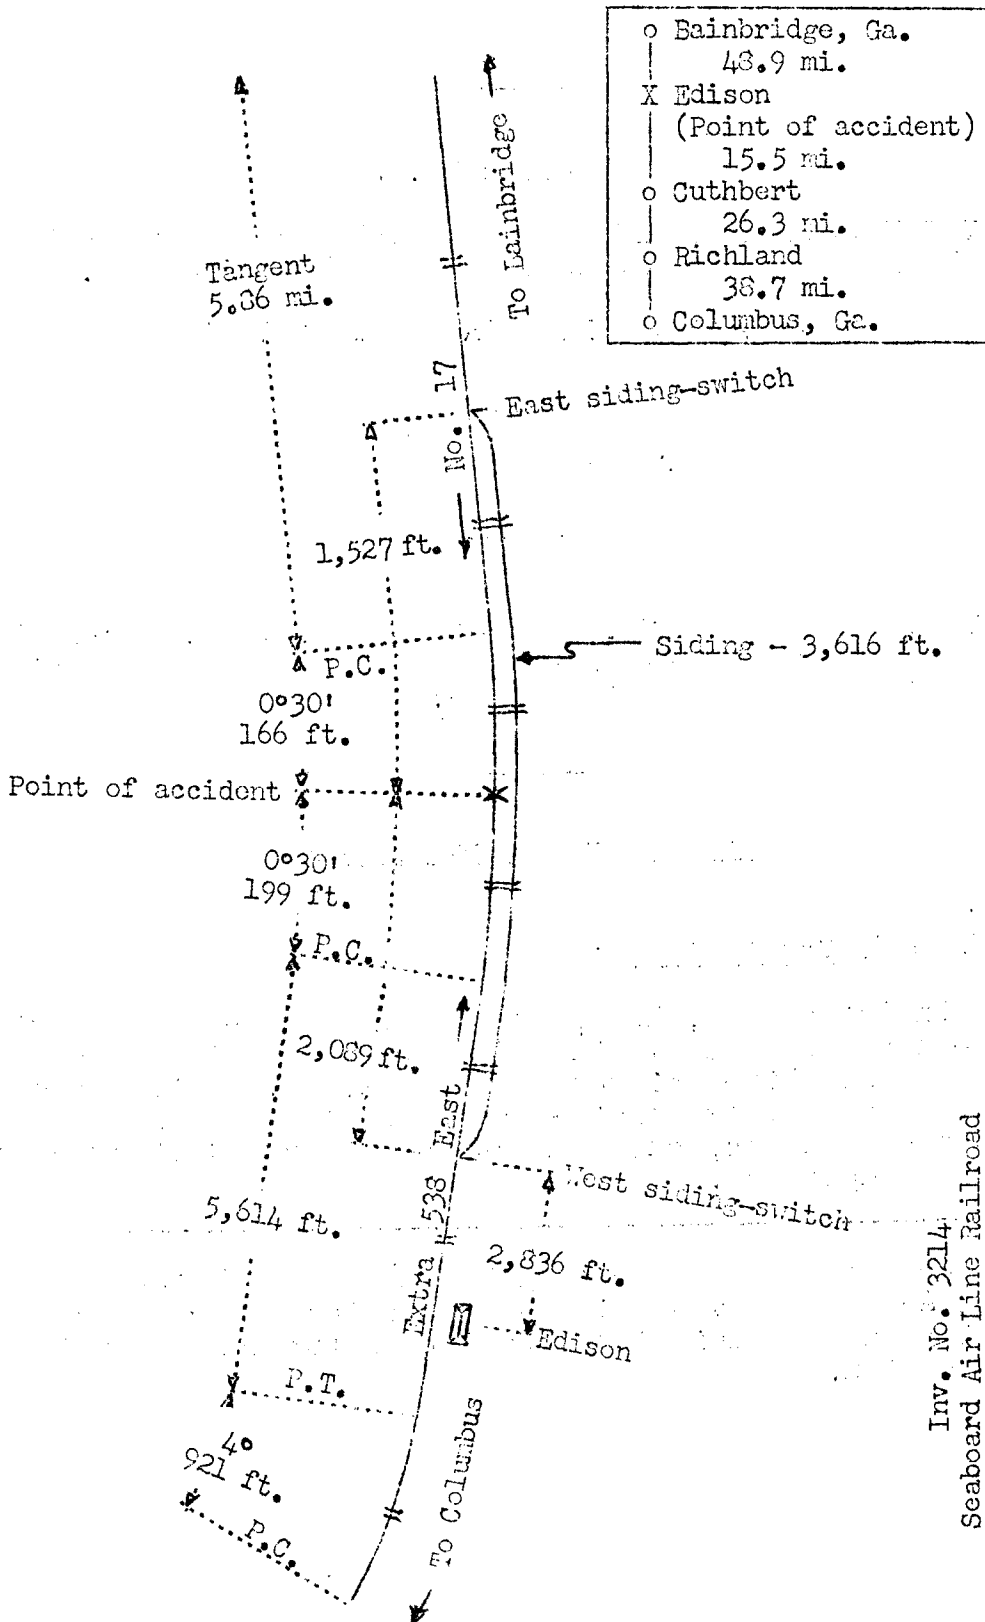 o Bainbridge, Ga.
48.9 mi.
X Edison
(Point of accident)
15.5 mi.
o Cuthbert
26.3 mi.
o Richland
38.7 mi.
o Columbus, Ga.
To Bainbridge
Tangent
5.86 mi.
No. 17
East siding-switch
1,527 ft.
Siding - 3,616 ft.
P.C.
0°30'
166 ft.
Point of accident
0°30'
199 ft.
P.C.
2,089 ft.
Extra 538 East
West siding-switch
5,614 ft.
2,836 ft.
Edison
P.T.
4°
921 ft.
P.C.
To Columbus
Inv. No. 3214
Seaboard Air Line Railroad